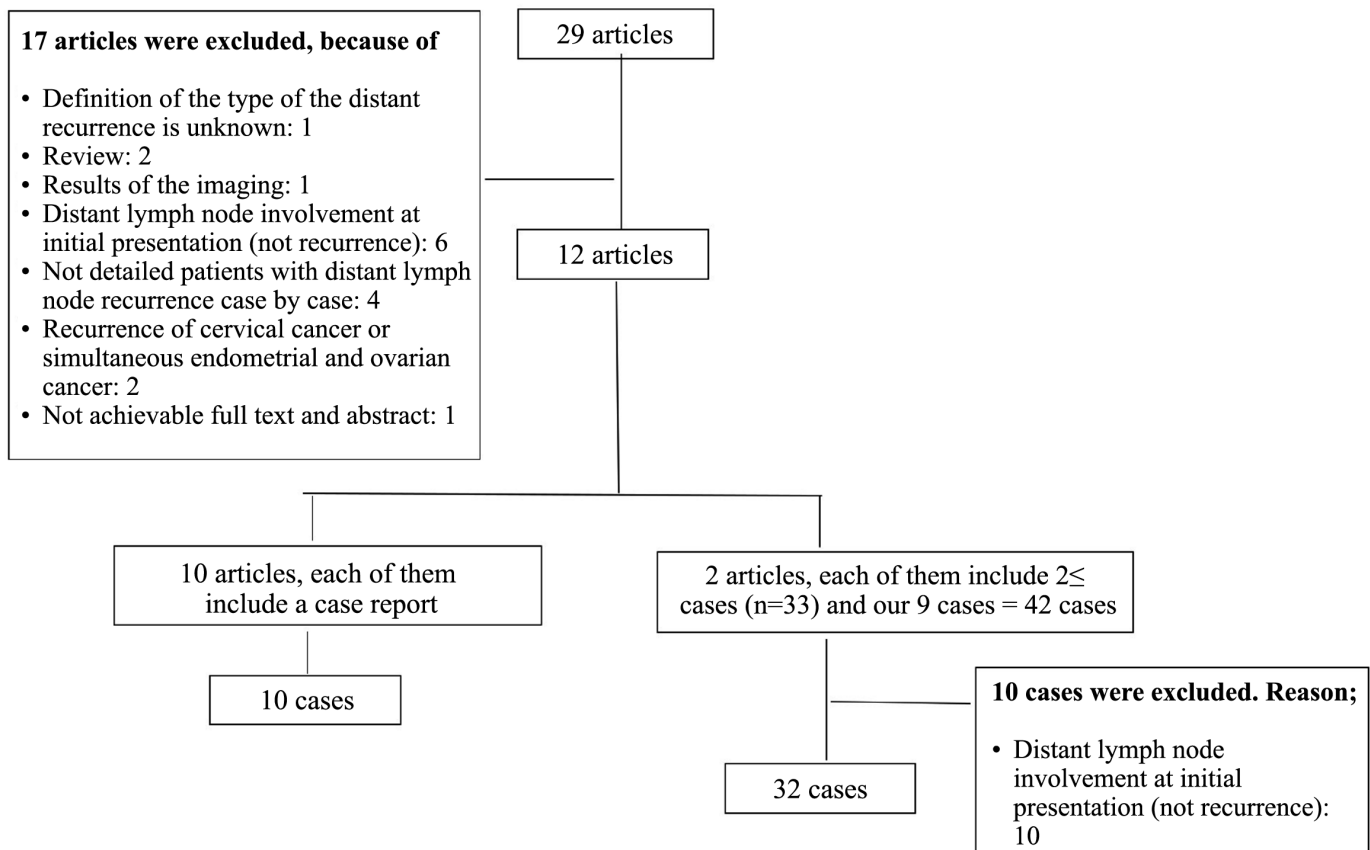 29 articles
17 articles were excluded, because of
• Definition of the type of the distant
recurrence is unknown: 1
• Review: 2
• Results of the imaging: 1
• Distant lymph node involvement at
initial presentation (not recurrence): 6
• Not detailed patients with distant lymph
node recurrence case by case: 4
• Recurrence of cervical cancer or
simultaneous endometrial and ovarian
cancer: 2
• Not achievable full text and abstract: 1
12 articles
10 articles, each of them
include a case report
10 cases
2 articles, each of them include 2≤
cases (n=33) and our 9 cases = 42 cases
10 cases were excluded. Reason;
• Distant lymph node
involvement at initial
presentation (not recurrence):
10
32 cases